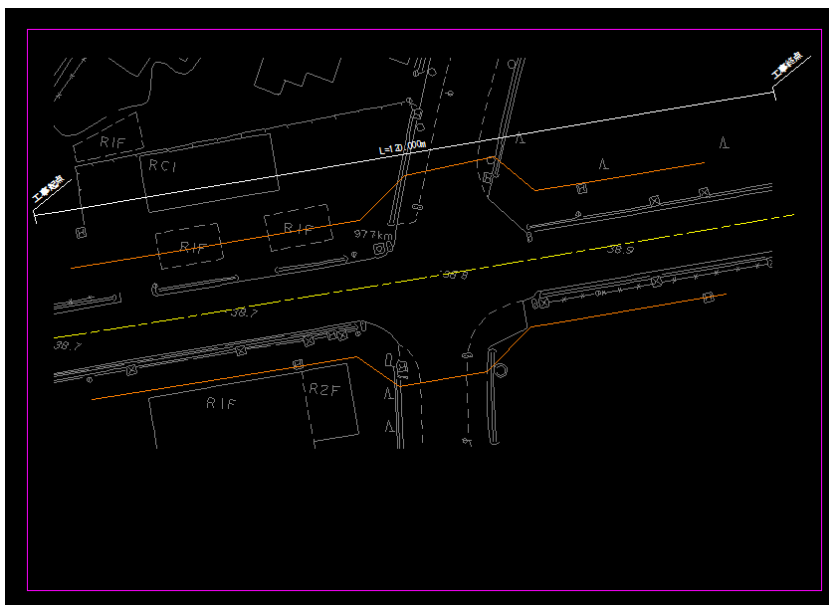 工事終点
R1F
L=120.000m
RC1
工事起点
R1F
R1F
977km
38.9
38.8
38.7
38.7
R1F
R2F